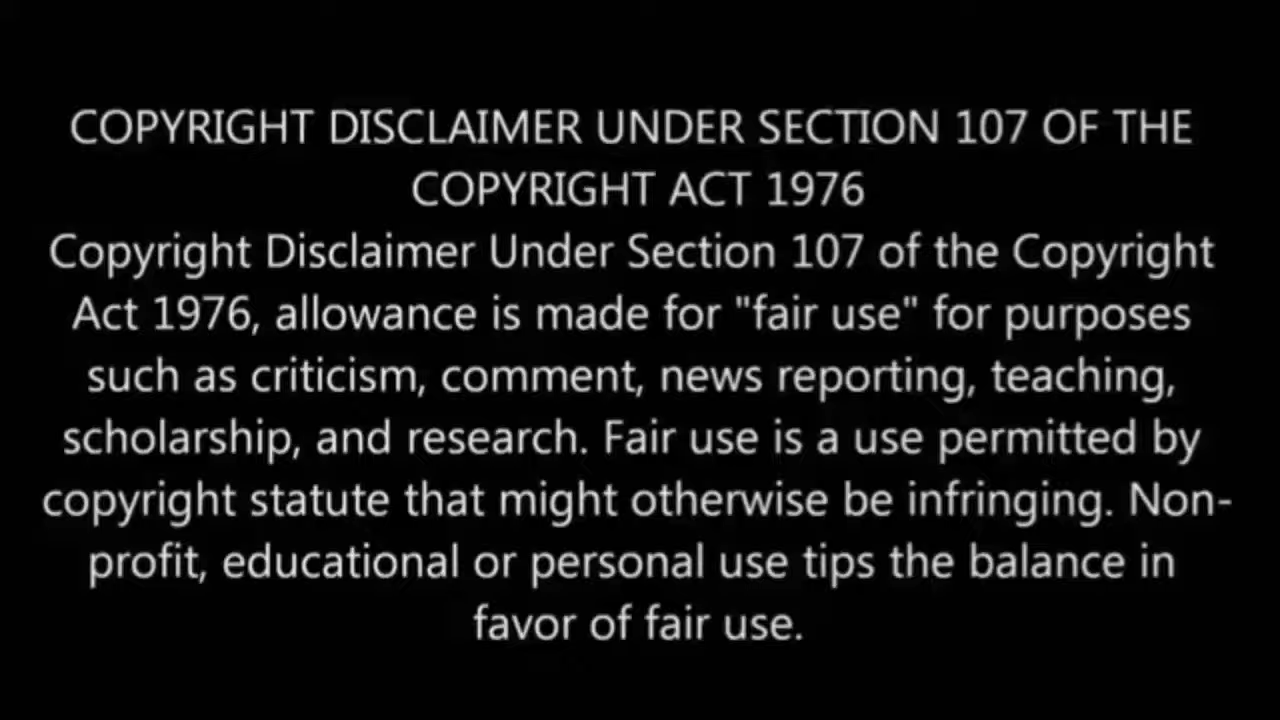 COPYRIGHT DISCLAIMER UNDER SECTION 107 OF THE
COPYRIGHT ACT 1976
Copyright Disclaimer Under Section 107 of the Copyright
Act 1976, allowance is made for "fair use" for purposes
such as criticism, comment, news reporting, teaching,
scholarship, and research. Fair use is a use permitted by
copyright statute that might otherwise be infringing. Non-
profit, educational or personal use tips the balance in
favor of fair use.